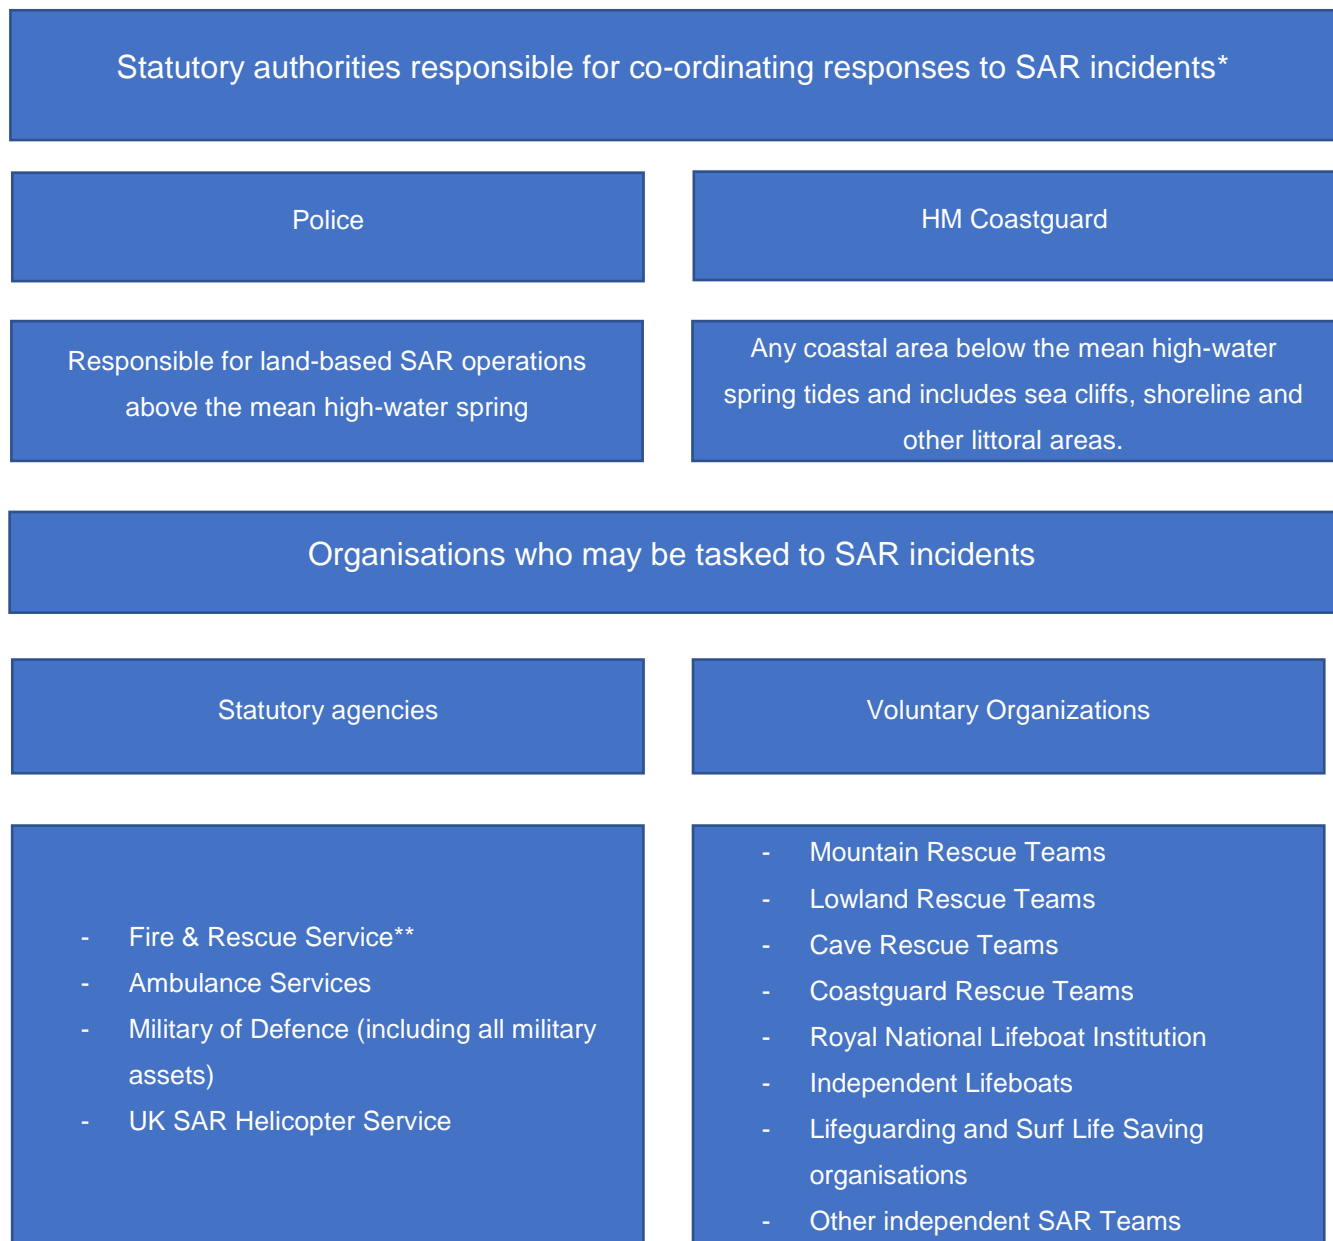 Statutory authorities responsible for co-ordinating responses to SAR incidents*
Police
HM Coastguard
Responsible for land-based SAR operations
above the mean high-water spring
Any coastal area below the mean high-water
spring tides and includes sea cliffs, shoreline and
other littoral areas.
Organisations who may be tasked to SAR incidents
Statutory agencies
Voluntary Organizations
- Fire & Rescue Service**
- Ambulance Services
- Military of Defence (including all military
assets)
- UK SAR Helicopter Service
- Mountain Rescue Teams
- Lowland Rescue Teams
- Cave Rescue Teams
- Coastguard Rescue Teams
- Royal National Lifeboat Institution
- Independent Lifeboats
- Lifeguarding and Surf Life Saving
organisations
- Other independent SAR Teams